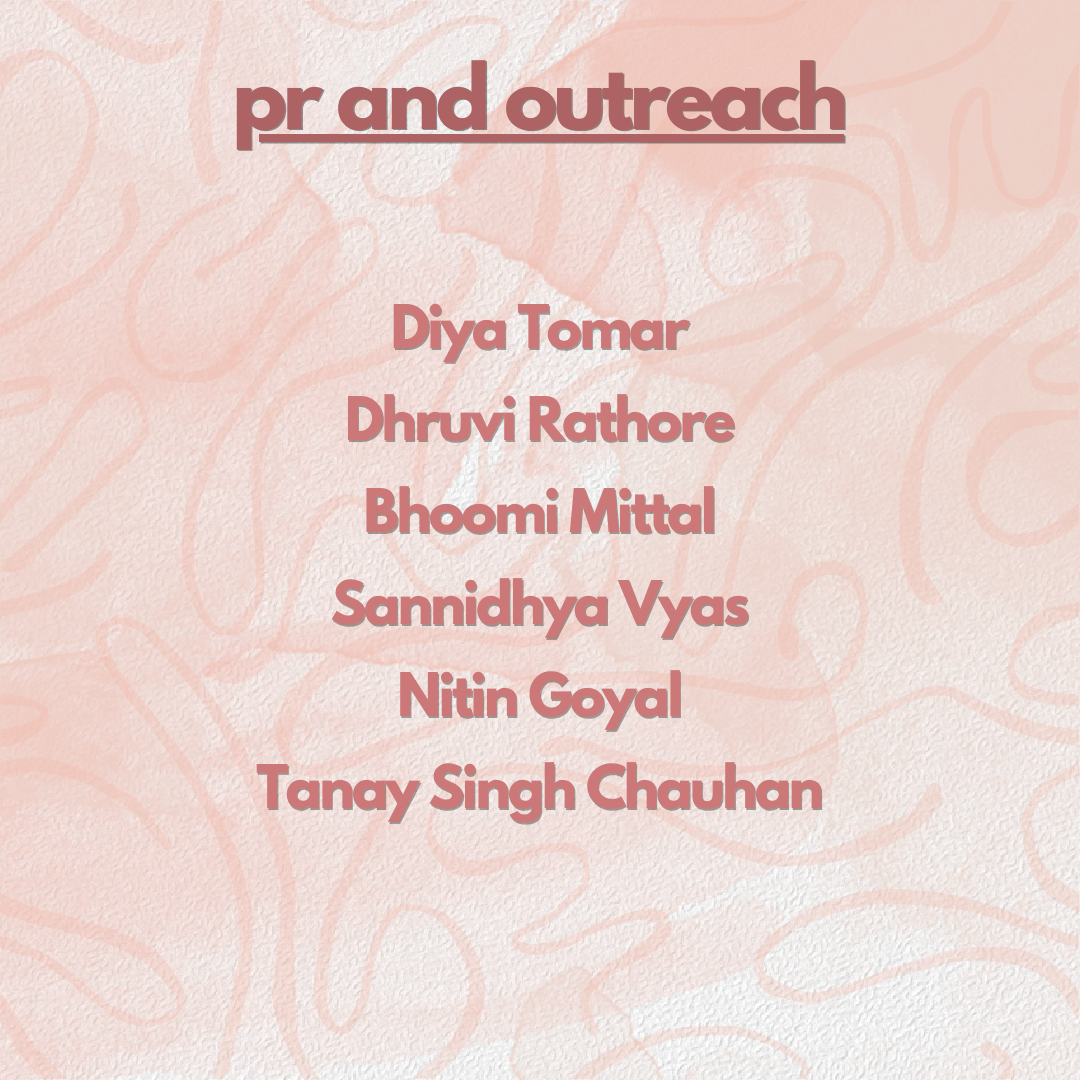 pr and outreach
Diya Tomar
Dhruvi Rathore
Bhoomi Mittal
Sannidhya Vyas
Nitin Goyal
Tanay Singh Chauhan